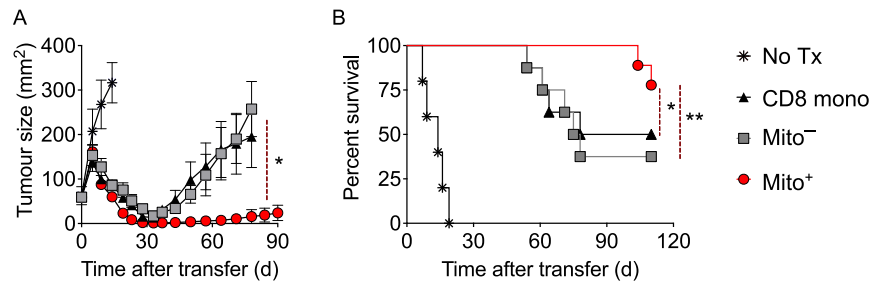 A
Tumour size (mm²)
400
300
200
100
0
0 30 60 90
Time after transfer (d)
*
B
Percent survival
100
75
50
25
0
0 30 60 90 120
Time after transfer (d)
*
**
No Tx
CD8 mono
Mito⁻
Mito⁺